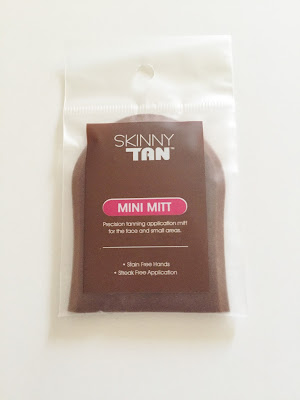 SKINNY
TAN™
MINI MITT
Precision tanning application mitt
for the face and small areas.
• Stain Free Hands
• Streak Free Application